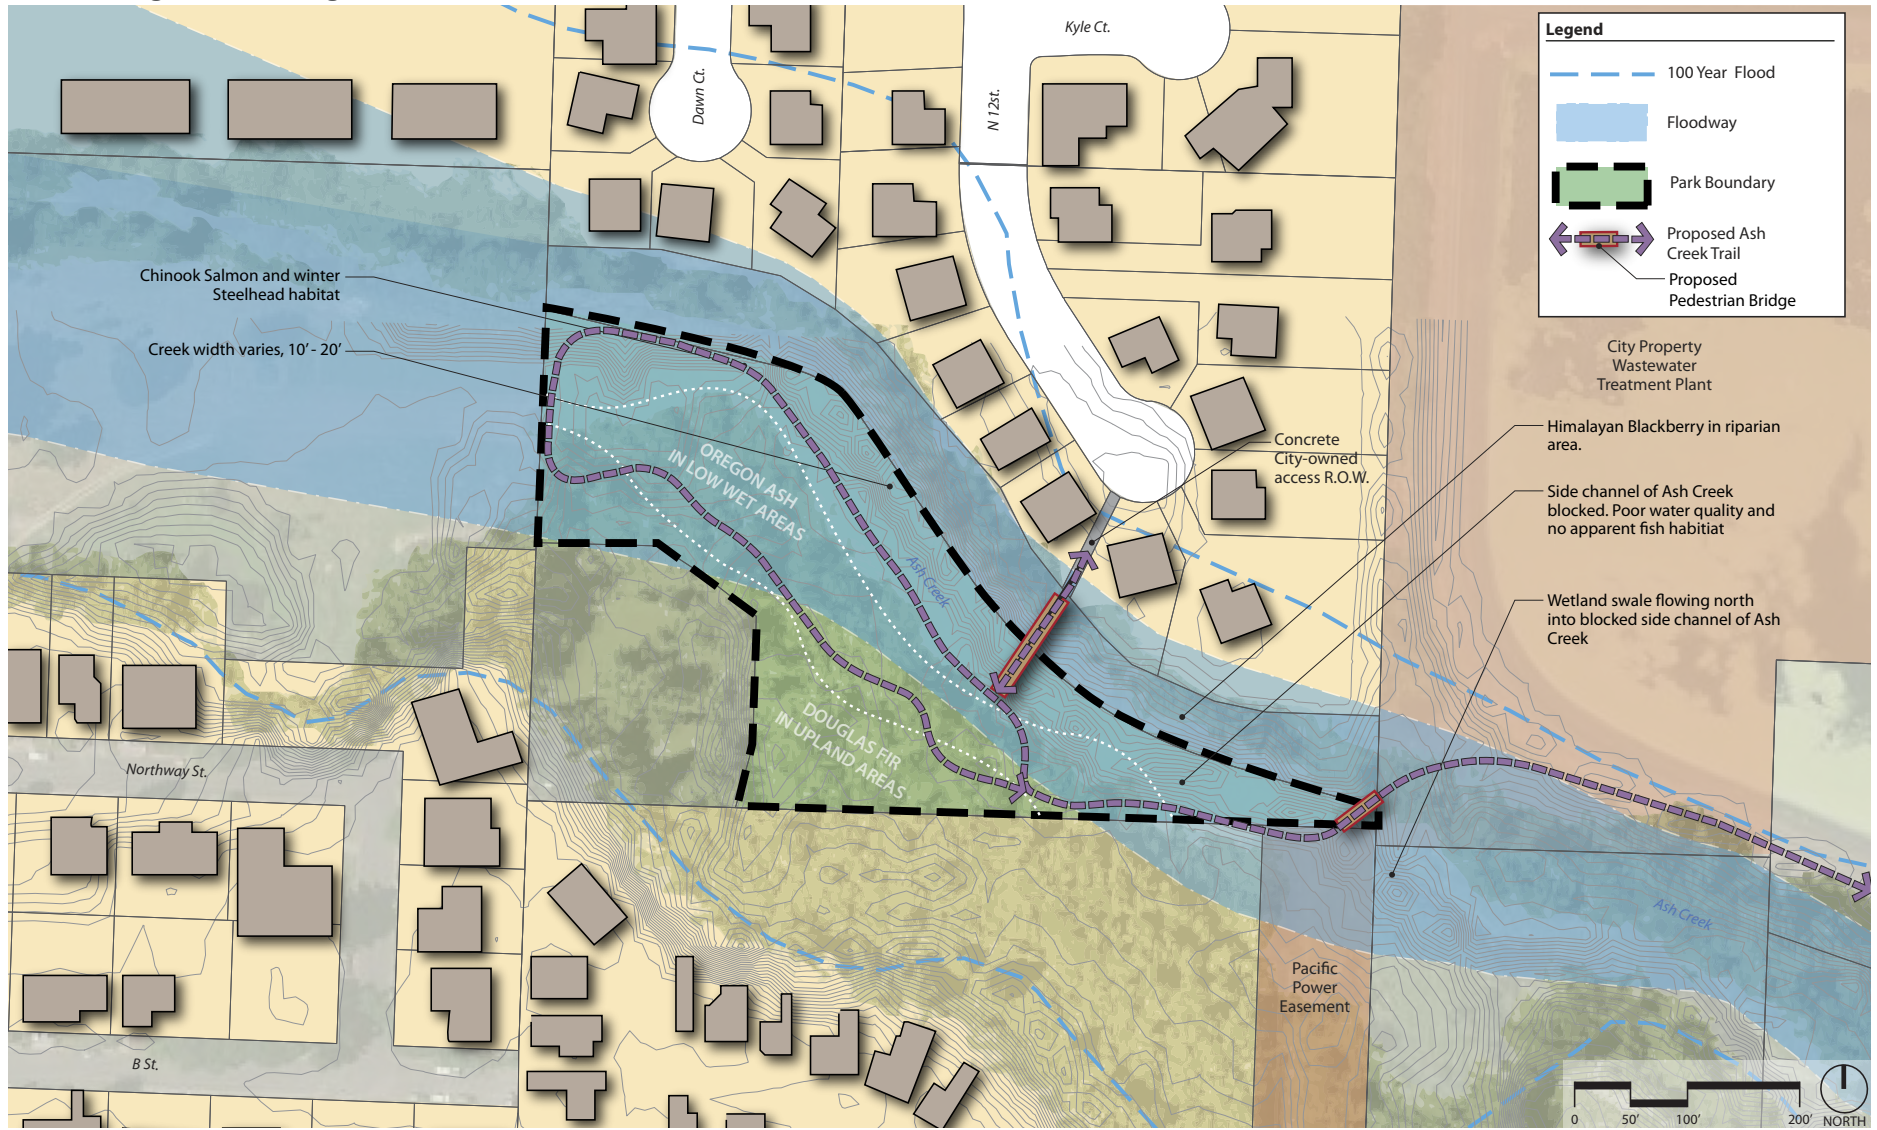 Kyle Ct.
Dawn Ct.
N 12st.
Legend
100 Year Flood
Floodway
Park Boundary
Proposed Ash
Creek Trail
Proposed
Pedestrian Bridge
Chinook Salmon and winter
Steelhead habitat
Creek width varies, 10' - 20'
City Property
Wastewater
Treatment Plant
Himalayan Blackberry in riparian
area.
Concrete
City-owned
access R.O.W.
OREGON ASH
IN LOW WET AREAS
Side channel of Ash Creek
blocked. Poor water quality and
no apparent fish habitiat
Ash Creek
Wetland swale flowing north
into blocked side channel of Ash
Creek
DOUGLAS FIR
IN UPLAND AREAS
Northway St.
Ash Creek
Pacific
Power
Easement
B St.
0 50' 100' 200' NORTH